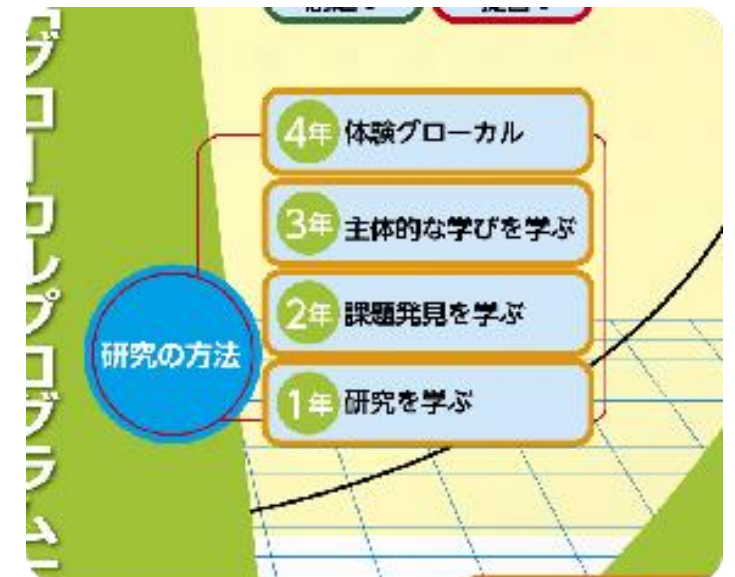 グローカルプログラム
4年 体験グローカル
3年 主体的な学びを学ぶ
2年 課題発見を学ぶ
研究の方法
1年 研究を学ぶ